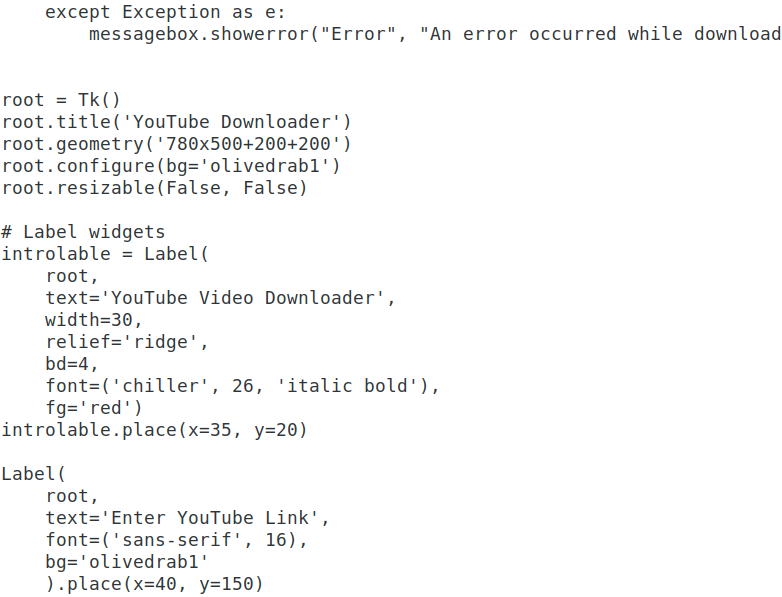 except Exception as e:
        messagebox.showerror("Error", "An error occurred while download
root = Tk()
root.title('YouTube Downloader')
root.geometry('780x500+200+200')
root.configure(bg='olivedrab1')
root.resizable(False, False)
# Label widgets
introlable = Label(
    root,
    text='YouTube Video Downloader',
    width=30,
    relief='ridge',
    bd=4,
    font=('chiller', 26, 'italic bold'),
    fg='red')
introlable.place(x=35, y=20)
Label(
    root,
    text='Enter YouTube Link',
    font=('sans-serif', 16),
    bg='olivedrab1'
    ).place(x=40, y=150)